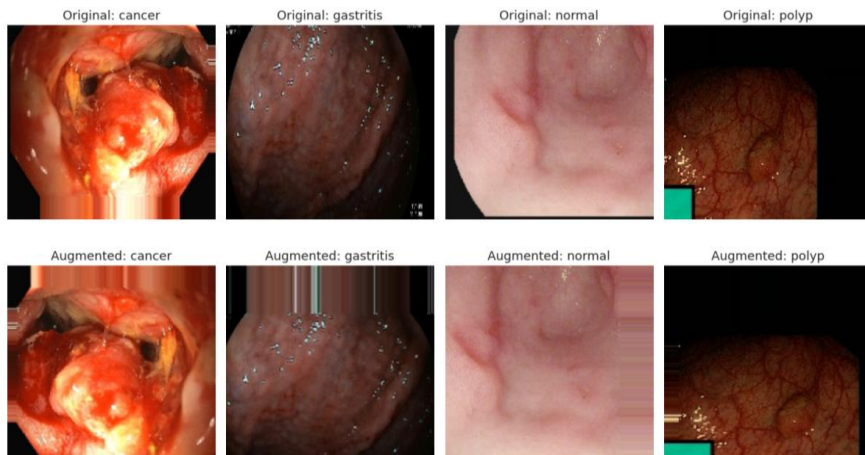 Original: cancer
Original: gastritis
Original: normal
Original: polyp
Augmented: cancer
Augmented: gastritis
Augmented: normal
Augmented: polyp